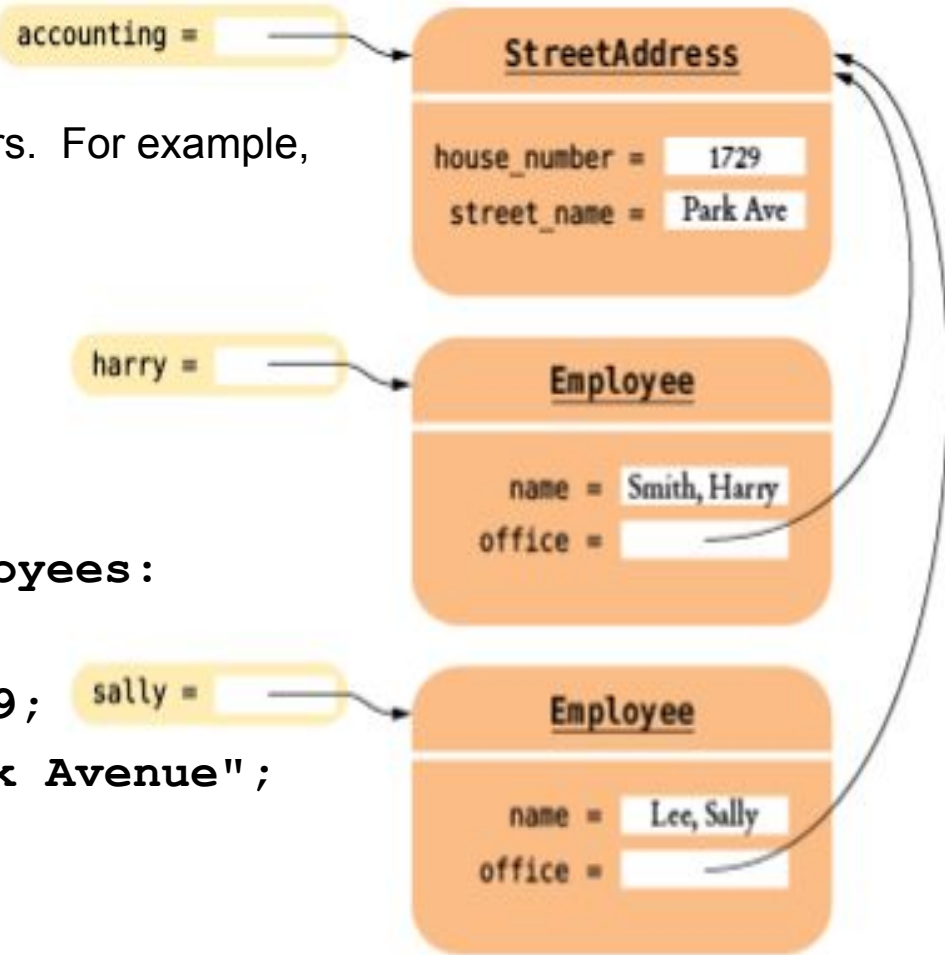 accounting =
StreetAddress
rs. For example,
house_number = 1729
street_name = Park Ave
harry =
Employee
name = Smith, Harry
office =
oyees:
9;
sally =
Employee
k Avenue";
name = Lee, Sally
office =